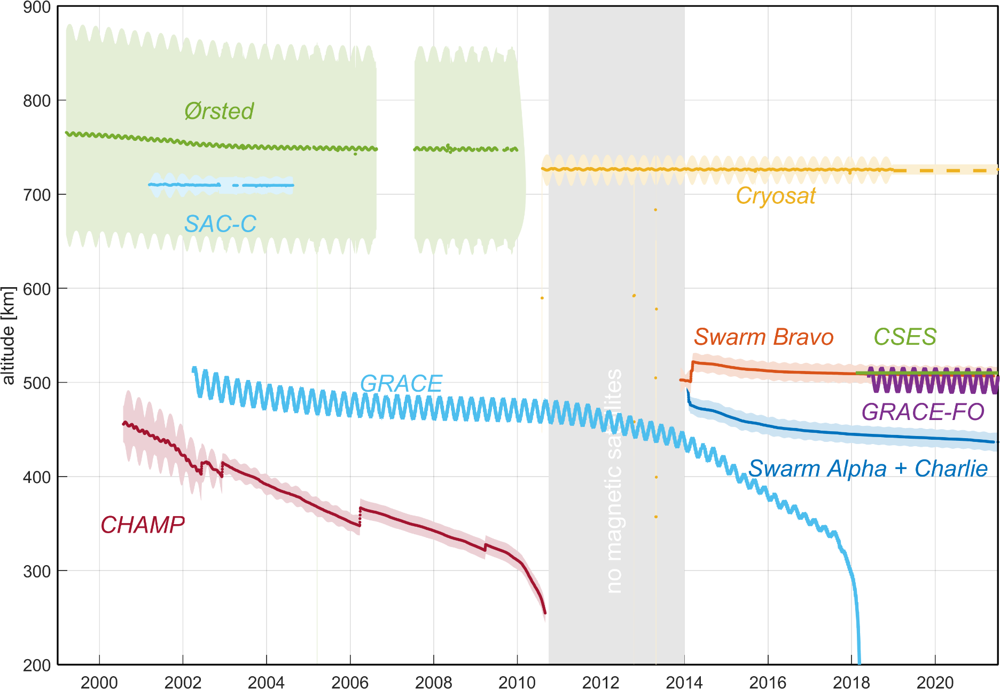 900
800
700
600
500
400
300
200
altitude [km]
Ørsted
SAC-C
Cryosat
GRACE
Swarm Bravo
CSES
GRACE-FO
Swarm Alpha + Charlie
CHAMP
no magnetic satellites
2000 2002 2004 2006 2008 2010 2012 2014 2016 2018 2020